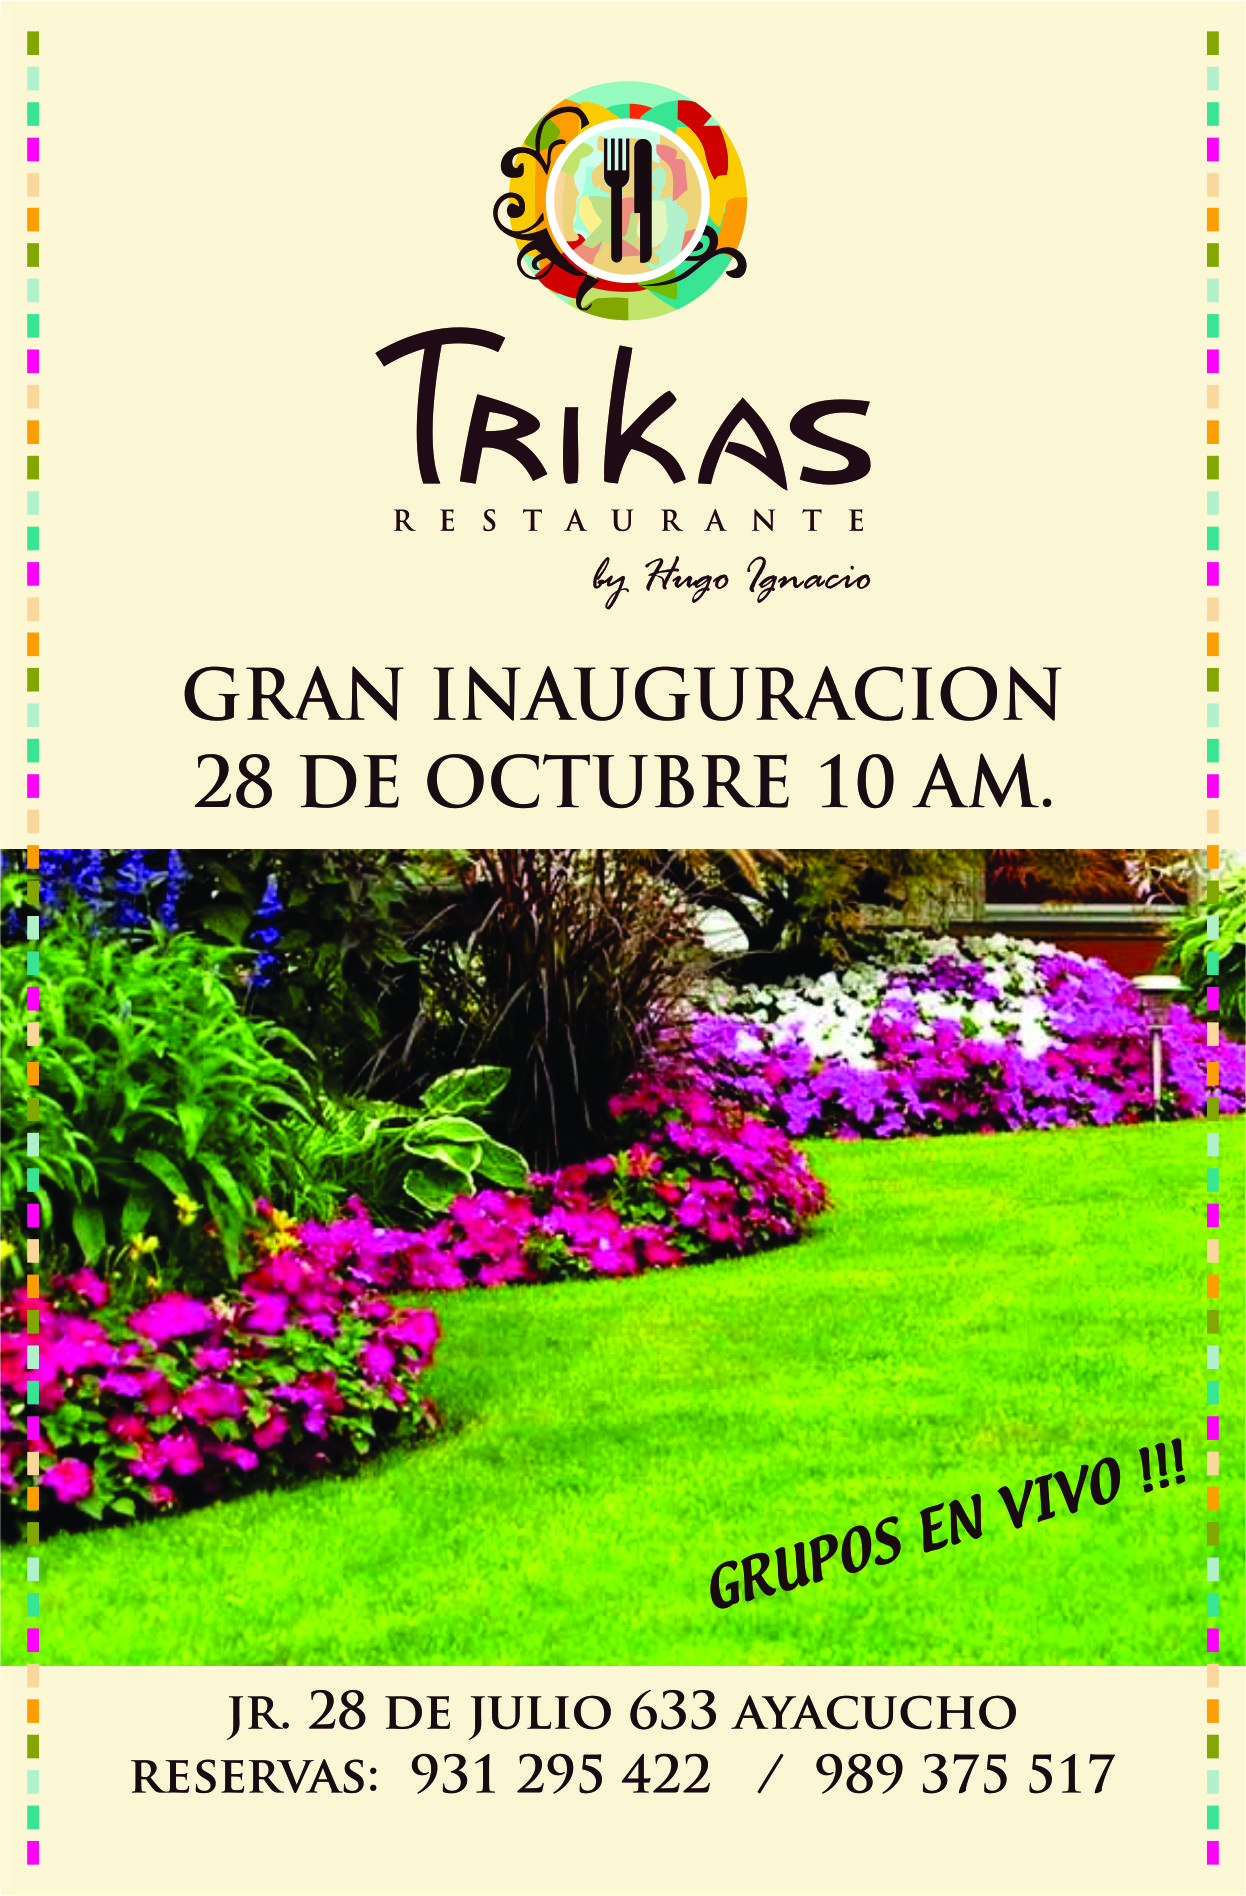 TRIKAS
RESTAURANTE
by Hugo Ignacio
GRAN INAUGURACION
28 DE OCTUBRE 10 AM.
GRUPOS EN VIVO !!!
JR. 28 DE JULIO 633 AYACUCHO
RESERVAS: 931 295 422 / 989 375 517